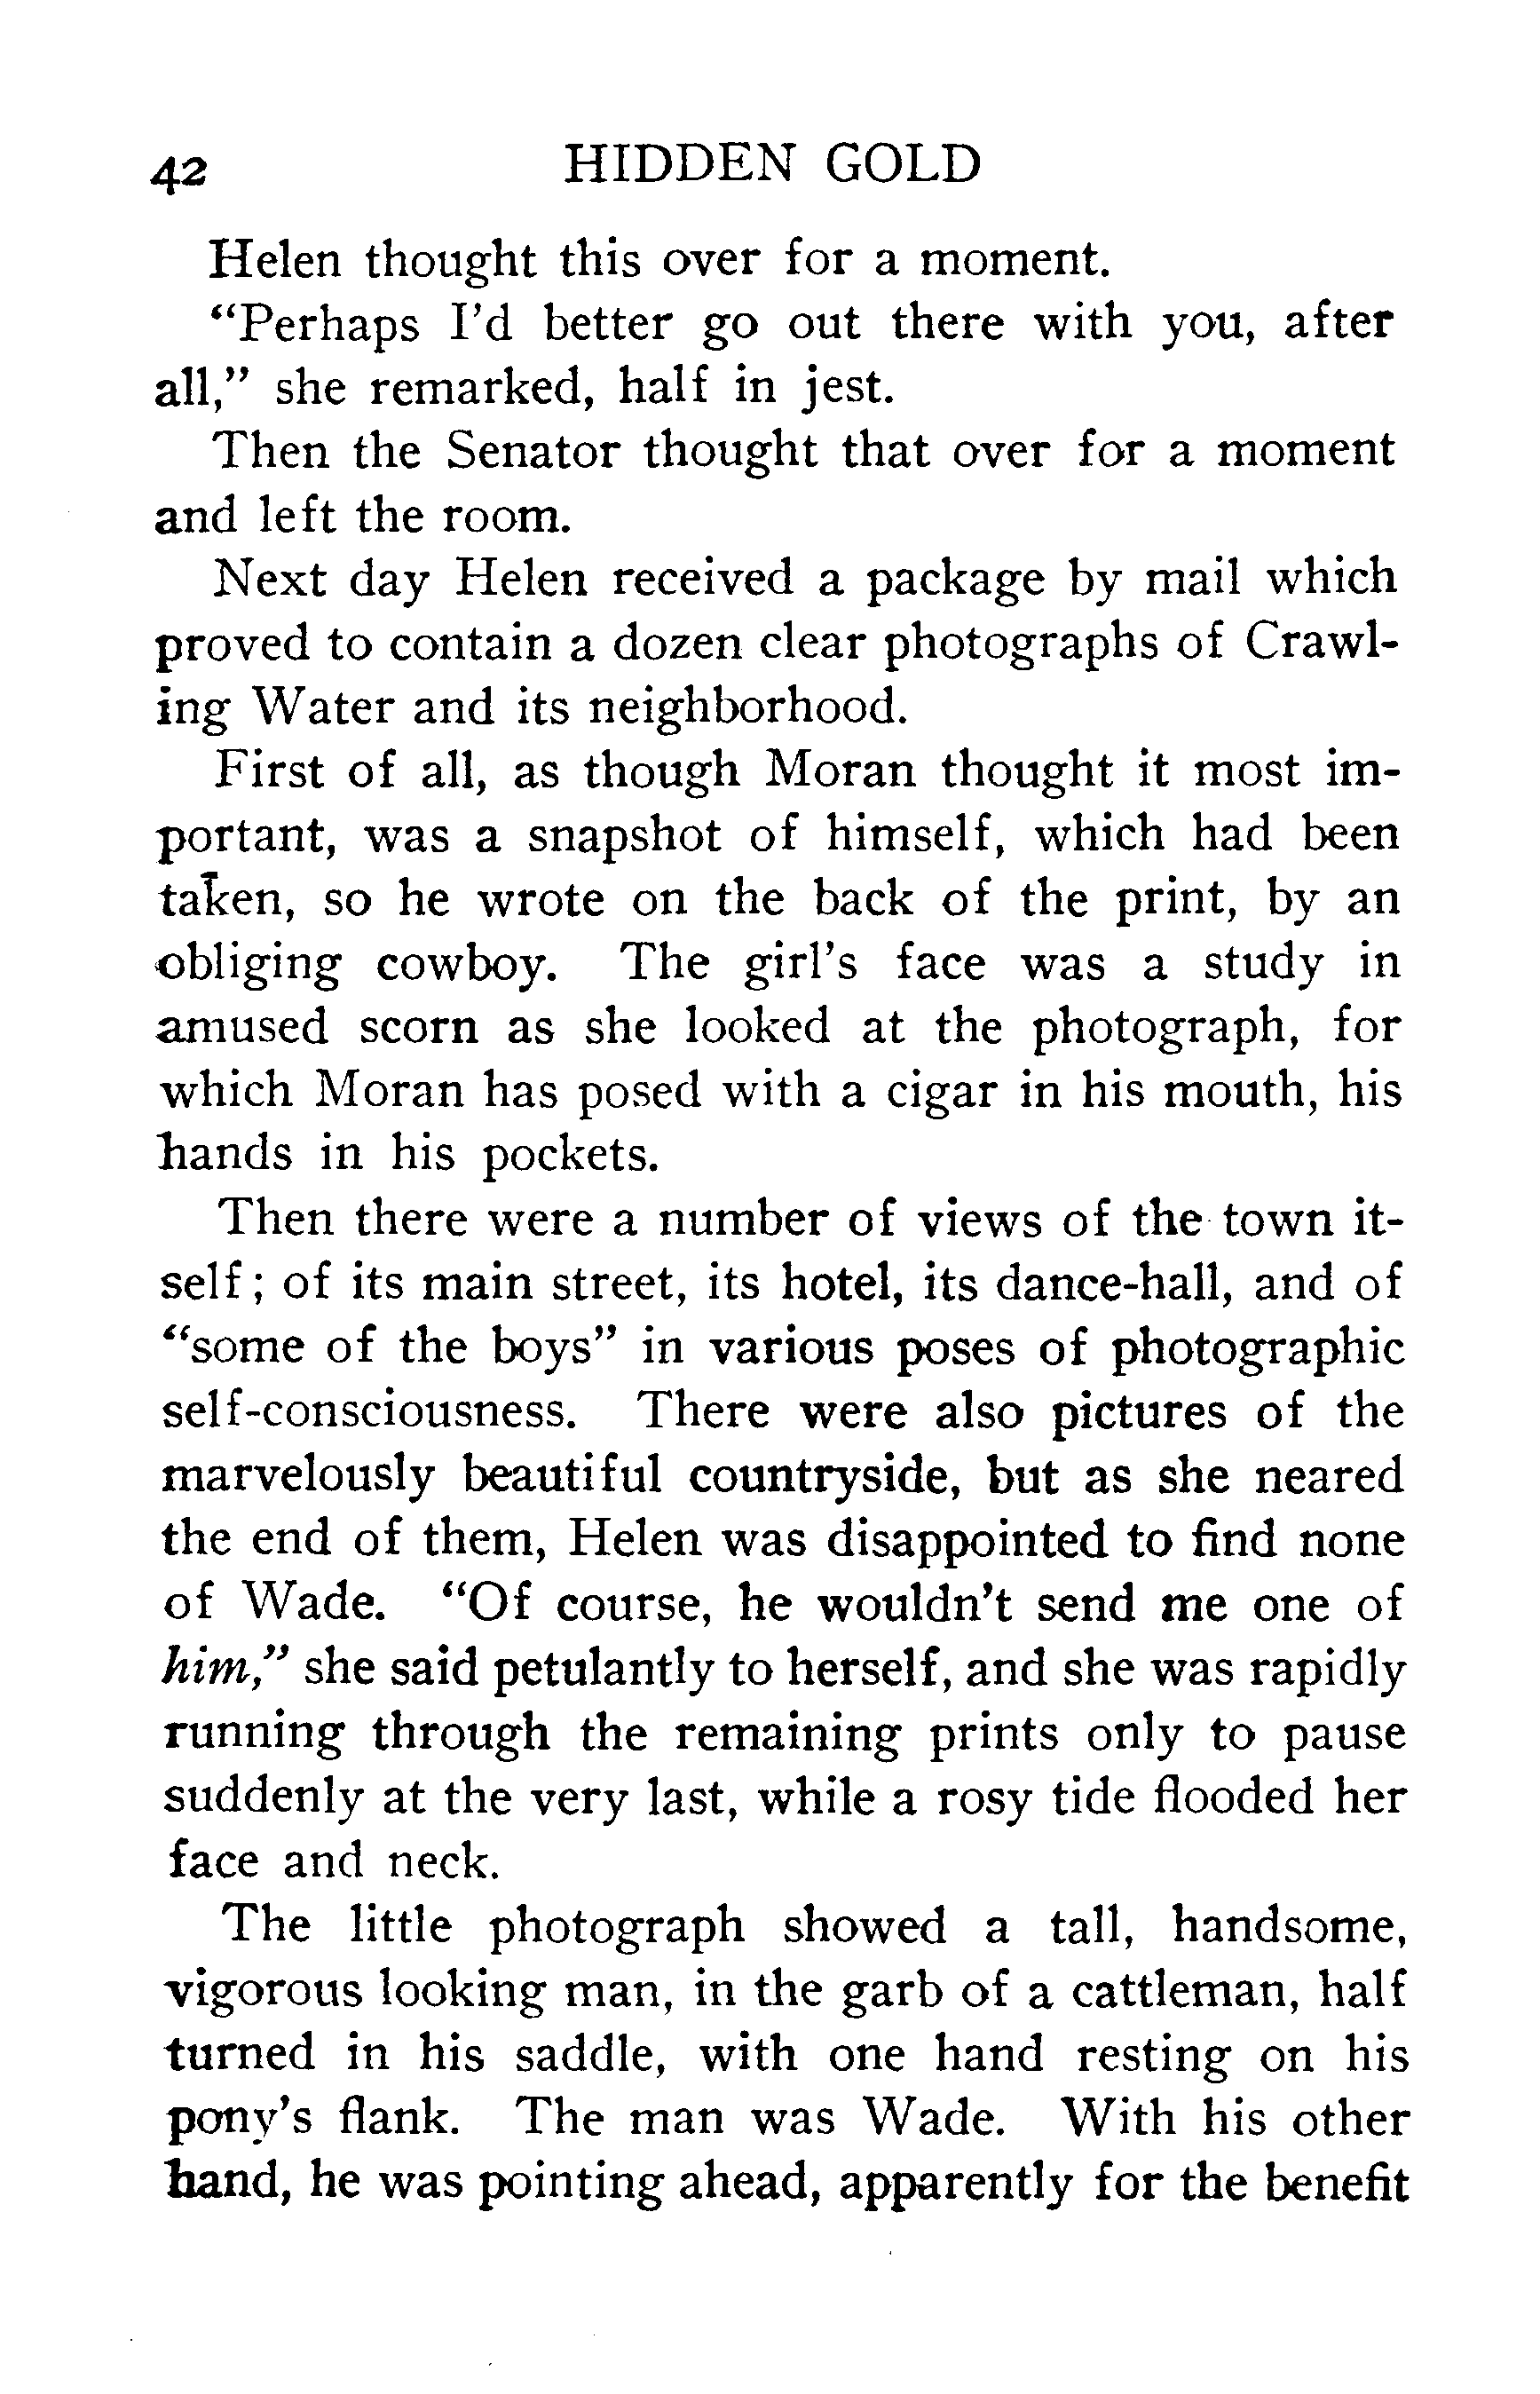 42 HIDDEN GOLD
Helen thought this over for a moment.
“Perhaps I’d better go out there with you, after
all,” she remarked, half in jest.
Then the Senator thought that over for a moment
and left the room.
Next day Helen received a package by mail which
proved to contain a dozen clear photographs of Crawl-
ing Water and its neighborhood.
First of all, as though Moran thought it most im-
portant, was a snapshot of himself, which had been
taken, so he wrote on the back of the print, by an
obliging cowboy. The girl’s face was a study in
amused scorn as she looked at the photograph, for
which Moran has posed with a cigar in his mouth, his
hands in his pockets.
Then there were a number of views of the town it-
self; of its main street, its hotel, its dance-hall, and of
“some of the boys” in various poses of photographic
self-consciousness. There were also pictures of the
marvelously beautiful countryside, but as she neared
the end of them, Helen was disappointed to find none
of Wade. “Of course, he wouldn’t send me one of
him,” she said petulantly to herself, and she was rapidly
running through the remaining prints only to pause
suddenly at the very last, while a rosy tide flooded her
face and neck.
The little photograph showed a tall, handsome,
vigorous looking man, in the garb of a cattleman, half
turned in his saddle, with one hand resting on his
pony’s flank. The man was Wade. With his other
hand, he was pointing ahead, apparently for the benefit